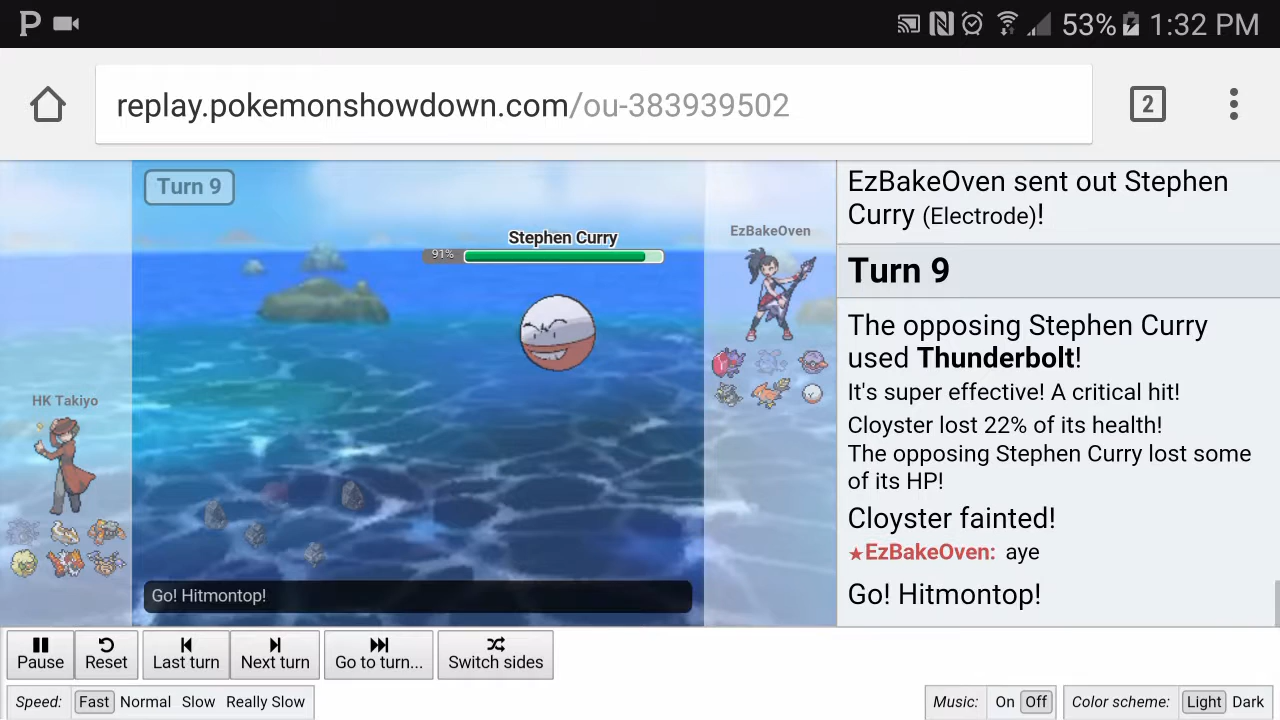 53% 1:32 PM
replay.pokemonshowdown.com/ou-383939502
2
Turn 9
Stephen Curry
91%
EzBakeOven
HK Takiyo
Go! Hitmontop!
EzBakeOven sent out Stephen
Curry (Electrode)!
Turn 9
The opposing Stephen Curry
used Thunderbolt!
It's super effective! A critical hit!
Cloyster lost 22% of its health!
The opposing Stephen Curry lost some
of its HP!
Cloyster fainted!
★EzBakeOven: aye
Go! Hitmontop!
Pause Reset Last turn Next turn Go to turn... Switch sides
Speed: Fast Normal Slow Really Slow
Music: On Off Color scheme: Light Dark